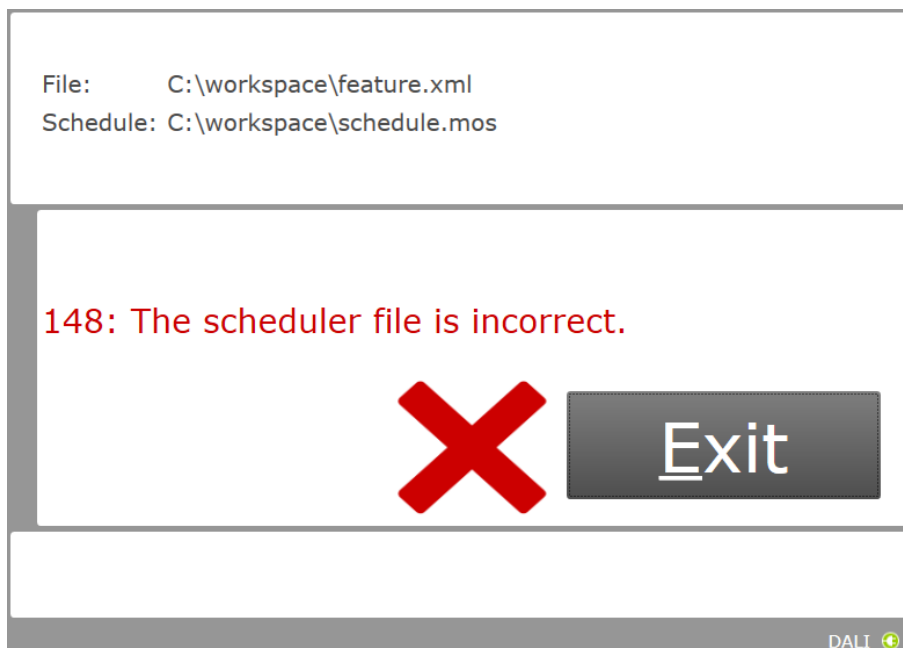 File: C:\workspace\feature.xml
Schedule: C:\workspace\schedule.mos
148: The scheduler file is incorrect.
Exit
DALI